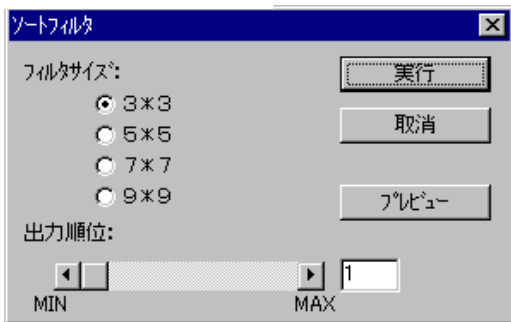 ソートフィルタ
フィルタサイズ:
実行
3*3
5*5
取消
7*7
9*9
プレビュー
出力順位:
1
MIN
MAX